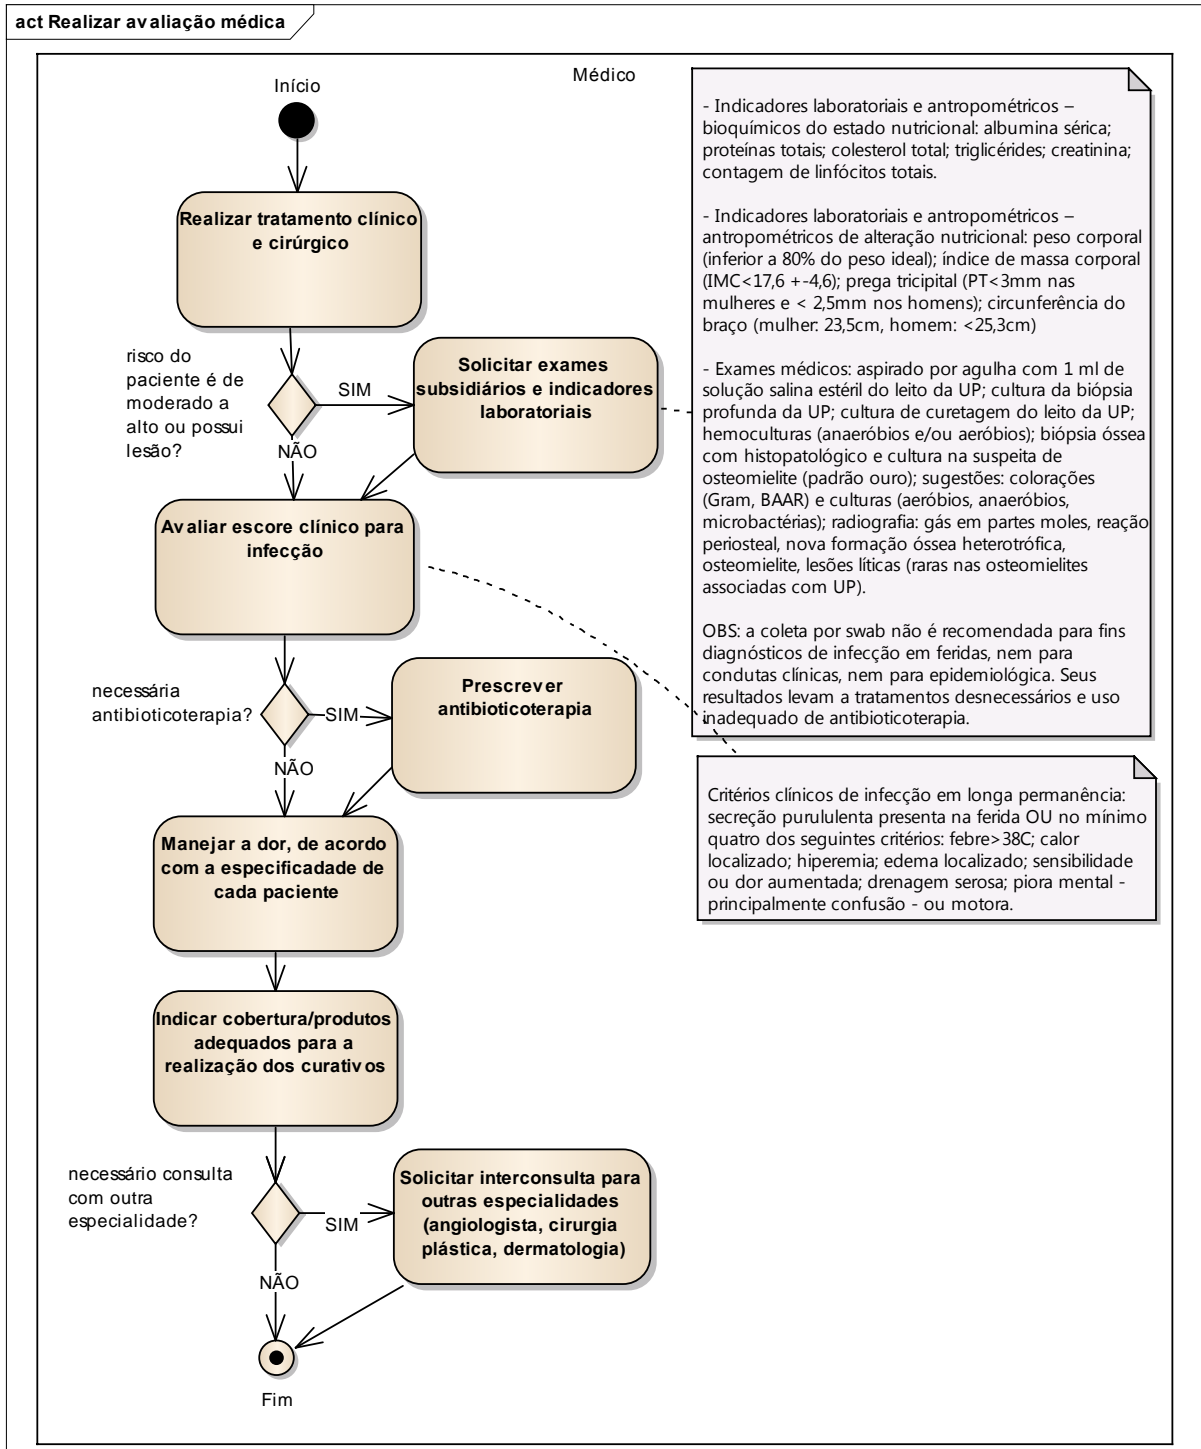 act Realizar avaliação médica
Médico
Início
Realizar tratamento clínico
e cirúrgico
risco do
paciente é de
moderado a
alto ou possui
lesão?
SIM
NÃO
Solicitar exames
subsidiários e indicadores
laboratoriais
Avaliar escore clínico para
infecção
necessária
antibioticoterapia?
SIM
NÃO
Prescrever
antibioticoterapia
Manejar a dor, de acordo
com a especificadade de
cada paciente
Indicar cobertura/produtos
adequados para a
realização dos curativos
necessário consulta
com outra
especialidade?
SIM
NÃO
Solicitar interconsulta para
outras especialidades
(angiologista, cirurgia
plástica, dermatologia)
Fim
- Indicadores laboratoriais e antropométricos –
bioquímicos do estado nutricional: albumina sérica;
proteínas totais; colesterol total; triglicérides; creatinina;
contagem de linfócitos totais.
- Indicadores laboratoriais e antropométricos –
antropométricos de alteração nutricional: peso corporal
(inferior a 80% do peso ideal); índice de massa corporal
(IMC<17,6 +-4,6); prega tricipital (PT<3mm nas
mulheres e < 2,5mm nos homens); circunferência do
braço (mulher: 23,5cm, homem: <25,3cm)
- Exames médicos: aspirado por agulha com 1 ml de
solução salina estéril do leito da UP; cultura da biópsia
profunda da UP; cultura de curetagem do leito da UP;
hemoculturas (anaeróbios e/ou aeróbios); biópsia óssea
com histopatológico e cultura na suspeita de
osteomielite (padrão ouro); sugestões: colorações
(Gram, BAAR) e culturas (aeróbios, anaeróbios,
microbactérias); radiografia: gás em partes moles, reação
periosteal, nova formação óssea heterotrófica,
osteomielite, lesões líticas (raras nas osteomielites
associadas com UP).
OBS: a coleta por swab não é recomendada para fins
diagnósticos de infecção em feridas, nem para
condutas clínicas, nem para epidemiológica. Seus
resultados levam a tratamentos desnecessários e uso
inadequado de antibioticoterapia.
Critérios clínicos de infecção em longa permanência:
secreção purululenta presenta na ferida OU no mínimo
quatro dos seguintes critérios: febre>38C; calor
localizado; hiperemia; edema localizado; sensibilidade
ou dor aumentada; drenagem serosa; piora mental -
principalmente confusão - ou motora.